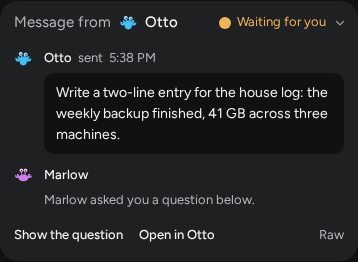 Message from Otto Waiting for you
Otto sent 5:38 PM
Write a two-line entry for the house log: the
weekly backup finished, 41 GB across three
machines.
Marlow
Marlow asked you a question below.
Show the question Open in Otto Raw